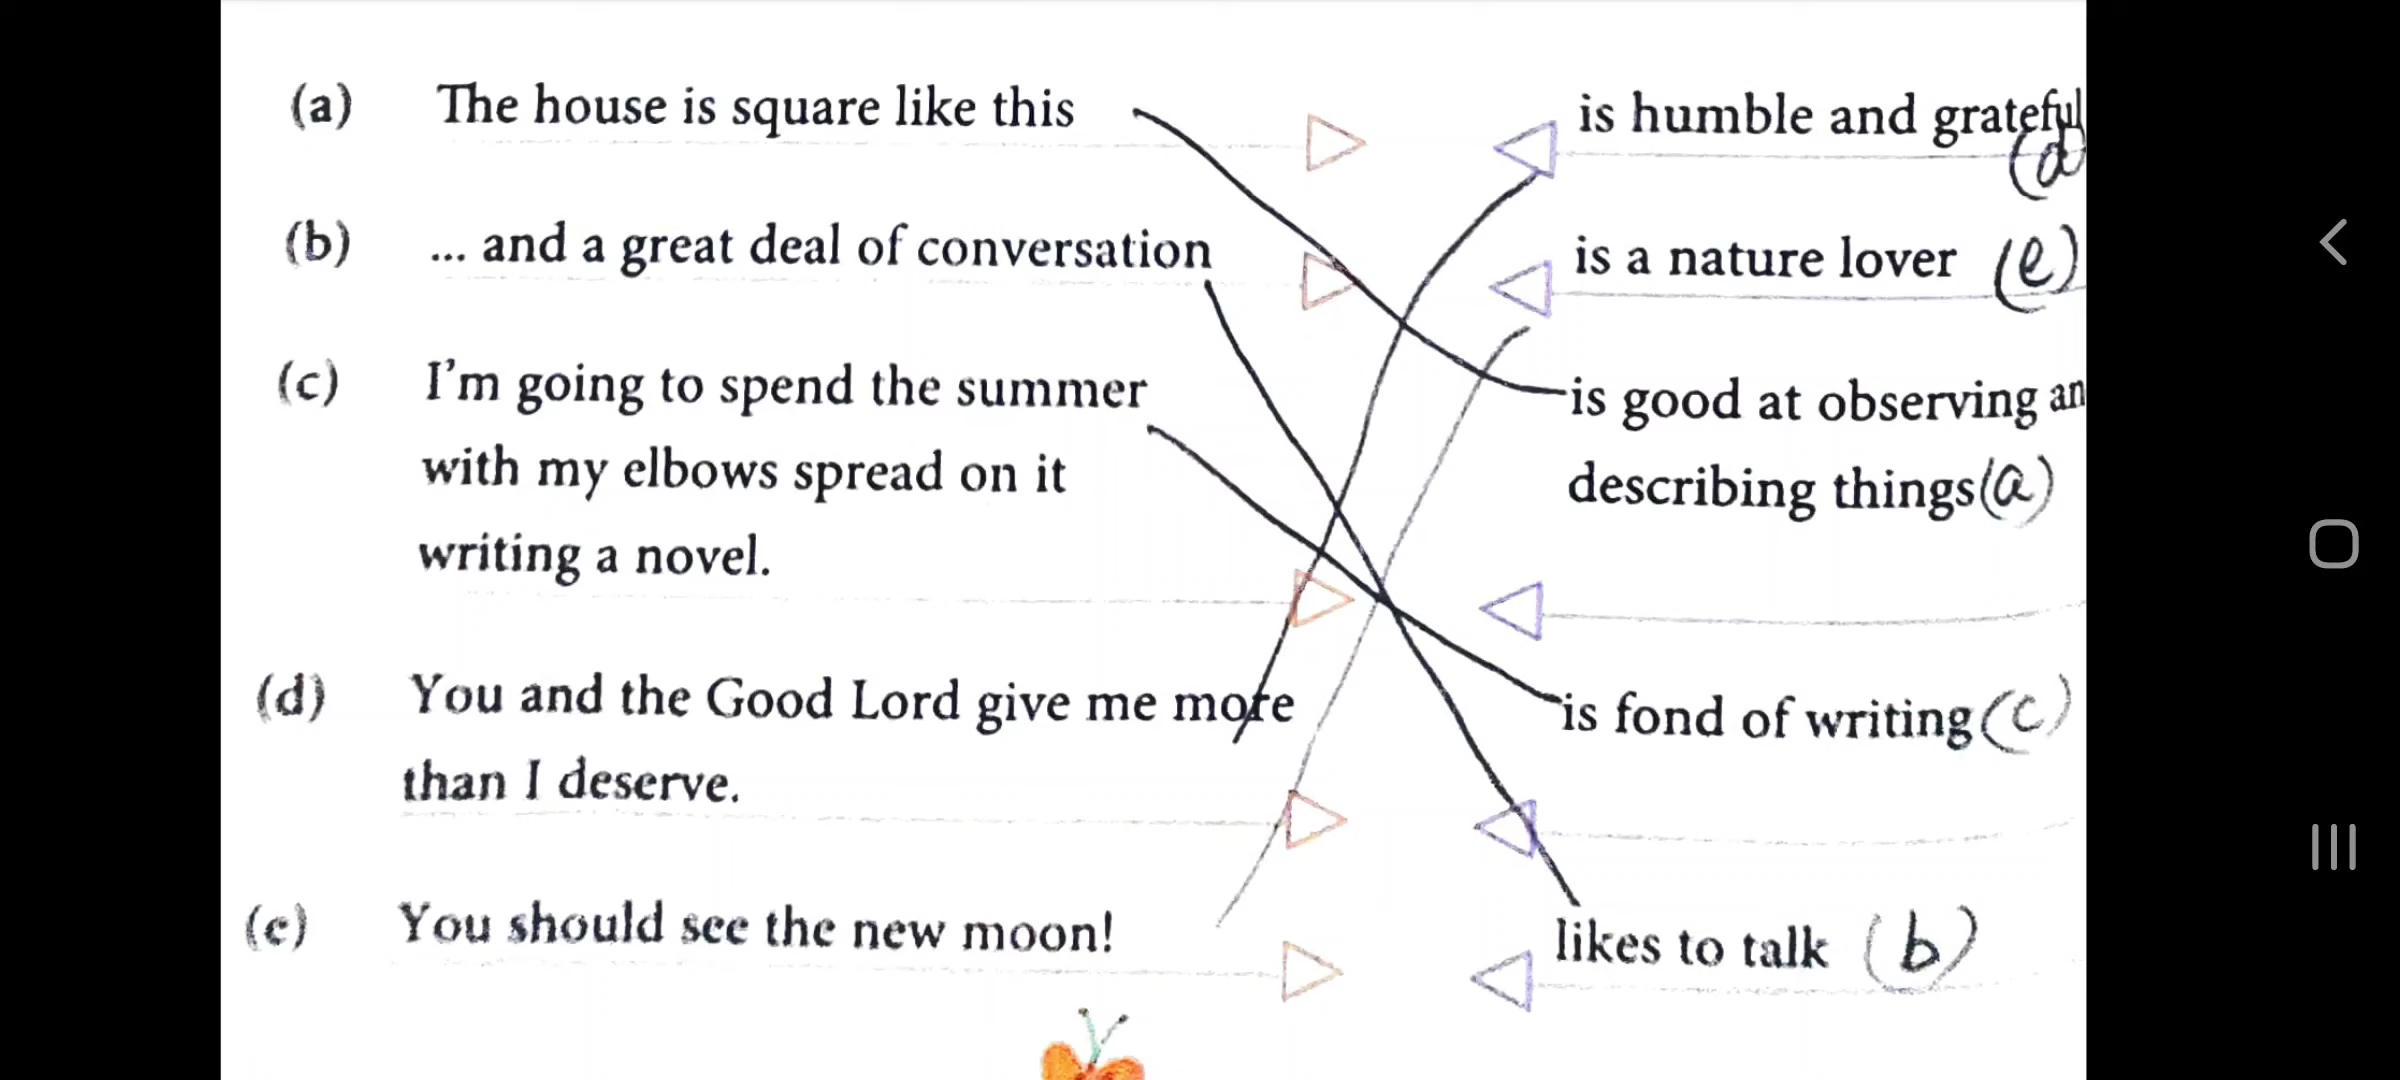 (a) The house is square like this
is humble and grateful
(d
(b) ... and a great deal of conversation
is a nature lover (e)
(c) I'm going to spend the summer
with my elbows spread on it
writing a novel.
is good at observing an
describing things (a)
(d) You and the Good Lord give me more
than I deserve.
is fond of writing (c)
(e) You should see the new moon!
likes to talk (b)